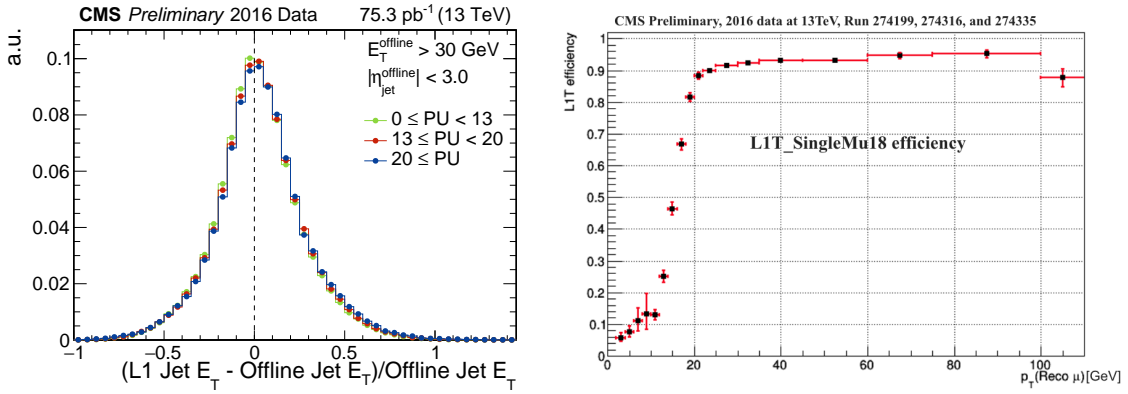 CMS Preliminary 2016 Data 75.3 pb⁻¹ (13 TeV)
a.u.
E_T^offline > 30 GeV
|η_jet^offline| < 3.0
0 ≤ PU < 13
13 ≤ PU < 20
20 ≤ PU
0.1
0.08
0.06
0.04
0.02
0
−1 −0.5 0 0.5 1
(L1 Jet E_T - Offline Jet E_T)/Offline Jet E_T
CMS Preliminary, 2016 data at 13TeV, Run 274199, 274316, and 274335
L1T efficiency
1
0.9
0.8
0.7
0.6
0.5
0.4
0.3
0.2
0.1
0
L1T_SingleMu18 efficiency
0 20 40 60 80 100
p_T(Reco μ)[GeV]